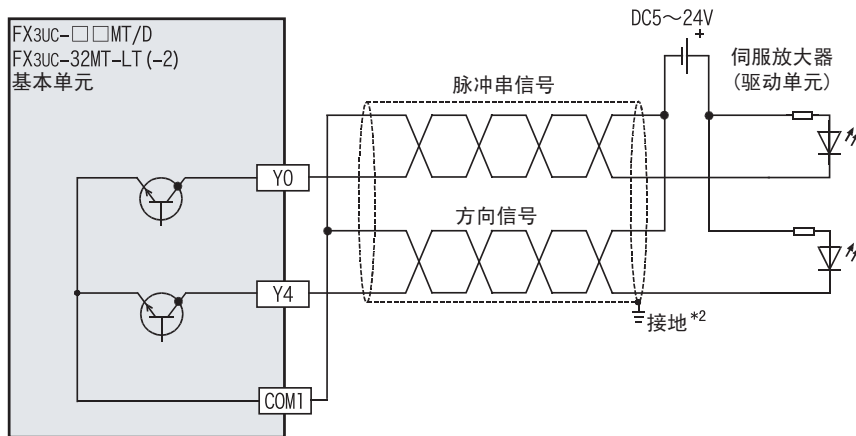 DC5～24V
+
FX3UC-□□MT/D
FX3UC-32MT-LT(-2)
基本单元
伺服放大器
(驱动单元)
脉冲串信号
Y0
方向信号
Y4
接地*2
COM1